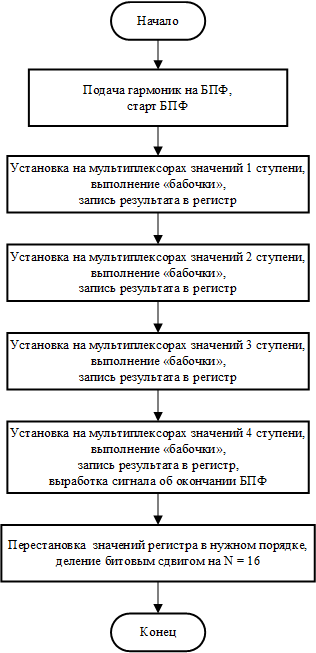 Начало
Подача гармоник на БПФ,
старт БПФ
Установка на мультиплексорах значений 1 ступени,
выполнение «бабочки»,
запись результата в регистр
Установка на мультиплексорах значений 2 ступени,
выполнение «бабочки»,
запись результата в регистр
Установка на мультиплексорах значений 3 ступени,
выполнение «бабочки»,
запись результата в регистр
Установка на мультиплексорах значений 4 ступени,
выполнение «бабочки»,
запись результата в регистр,
выработка сигнала об окончании БПФ
Перестановка значений регистра в нужном порядке,
деление битовым сдвигом на N = 16
Конец